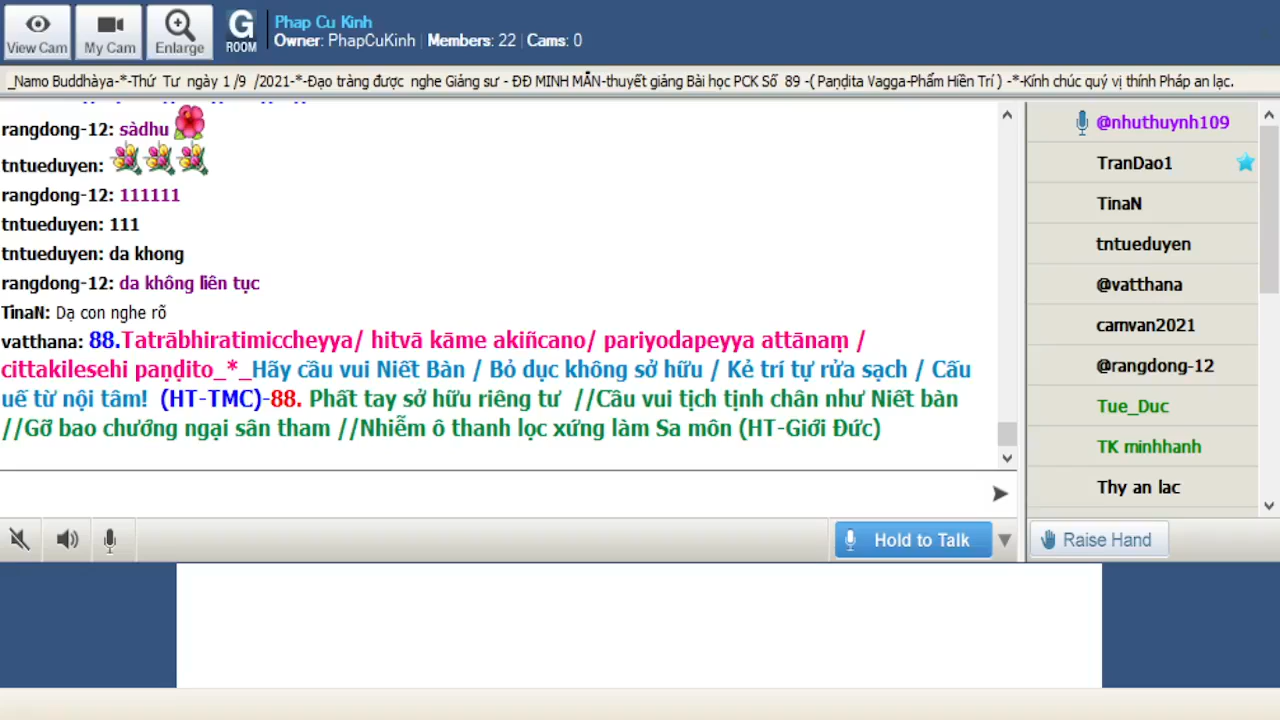 View Cam
My Cam
Enlarge
G
ROOM
Phap Cu Kinh
Owner: PhapCuKinh | Members: 22 | Cams: 0
_Namo Buddhàya-*-Thứ Tư ngày 1 /9 /2021-*-Đạo tràng được nghe Giảng sư - ĐĐ MINH MẪN-thuyết giảng Bài học PCK Số 89 -( Paṇḍita Vagga-Phẩm Hiền Trí ) -*-Kính chúc quý vị thính Pháp an lạc.
rangdong-12: sàdhu
tntueduyen:
rangdong-12: 111111
tntueduyen: 111
tntueduyen: da khong
rangdong-12: da không liên tục
TinaN: Dạ con nghe rõ
vatthana: 88.Tatrābhiratimiccheyya/ hitvā kāme akiñcano/ pariyodapeyya attānaṃ /
cittakilesehi paṇḍito_*_Hãy cầu vui Niết Bàn / Bỏ dục không sở hữu / Kẻ trí tự rửa sạch / Cấu
uế từ nội tâm! (HT-TMC)-88. Phất tay sở hữu riêng tư //Cầu vui tịch tịnh chân như Niết bàn
//Gỡ bao chướng ngại sân tham //Nhiễm ô thanh lọc xứng làm Sa môn (HT-Giới Đức)
@nhuthuynh109
TranDao1
TinaN
tntueduyen
@vatthana
camvan2021
@rangdong-12
Tue_Duc
TK minhhanh
Thy an lac
Hold to Talk
Raise Hand